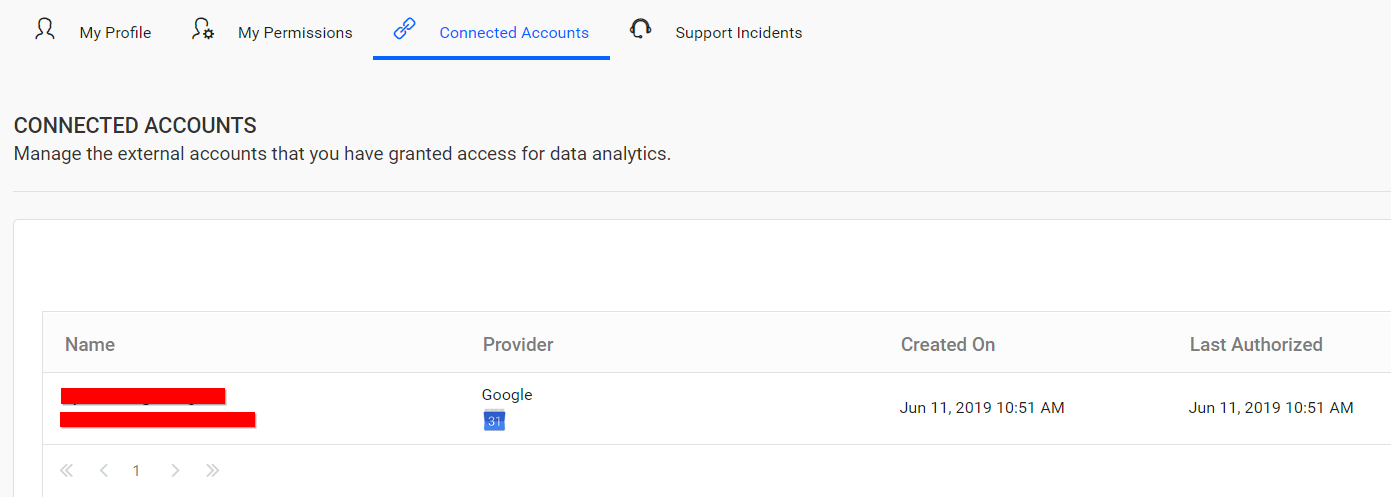 My Profile
My Permissions
Connected Accounts
Support Incidents
CONNECTED ACCOUNTS
Manage the external accounts that you have granted access for data analytics.
Name
Provider
Created On
Last Authorized
Google
31
Jun 11, 2019 10:51 AM
Jun 11, 2019 10:51 AM
1